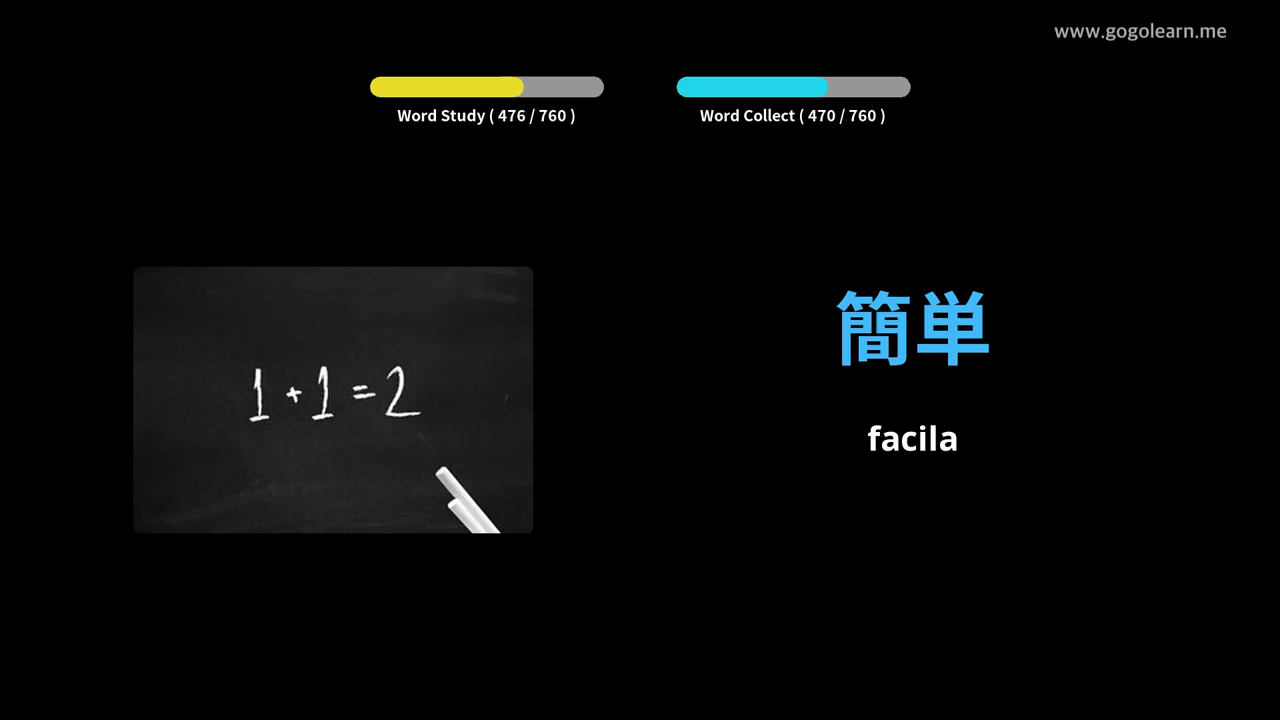 www.gogolearn.me
Word Study ( 476 / 760 )
Word Collect ( 470 / 760 )
1 + 1 = 2
簡単
facila